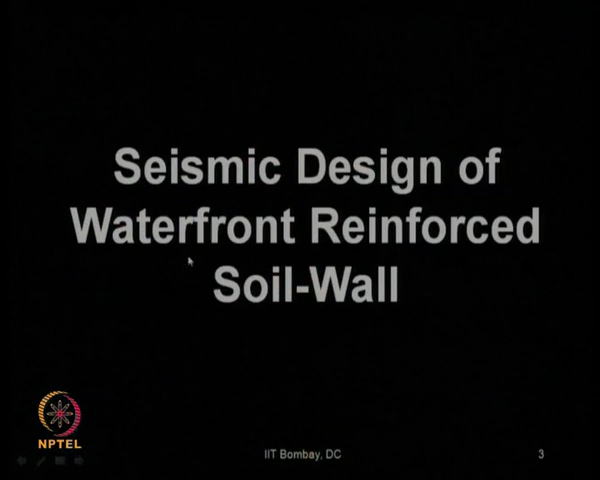 Seismic Design of
Waterfront Reinforced
Soil-Wall
NPTEL
IIT Bombay, DC
3